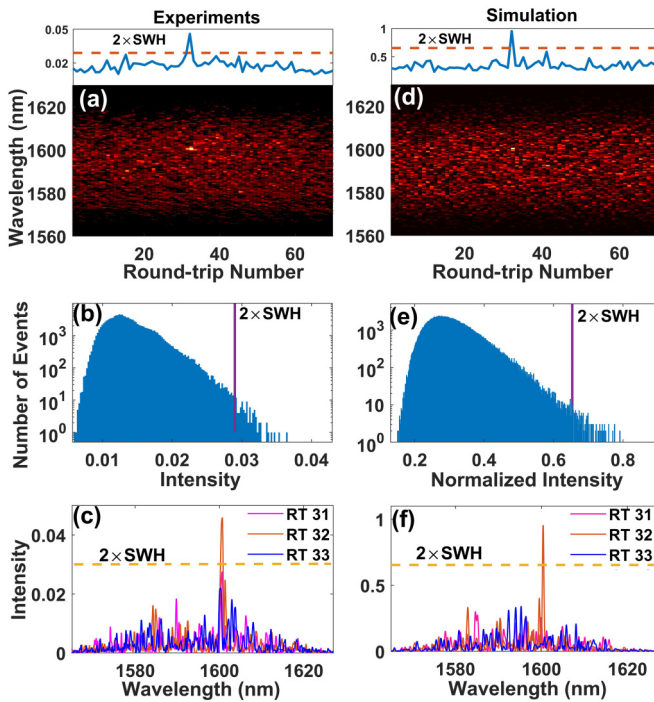 Experiments
Simulation
0.05
0.02
2×SWH
1
0.5
2×SWH
(a)
(d)
Wavelength (nm)
1620
1600
1580
1560
1620
1600
1580
1560
20
40
60
20
40
60
Round-trip Number
Round-trip Number
(b)
2×SWH
(e)
2×SWH
Number of Events
10³
10²
10¹
10⁰
10³
10²
10
10⁰
0.01
0.02
0.03
0.04
0.2
0.4
0.6
0.8
Intensity
Normalized Intensity
(c)
RT 31
RT 32
RT 33
2×SWH
(f)
RT 31
RT 32
RT 33
2×SWH
Intensity
0.04
0.02
0
1
0.5
0
1580
1600
1620
1580
1600
1620
Wavelength (nm)
Wavelength (nm)